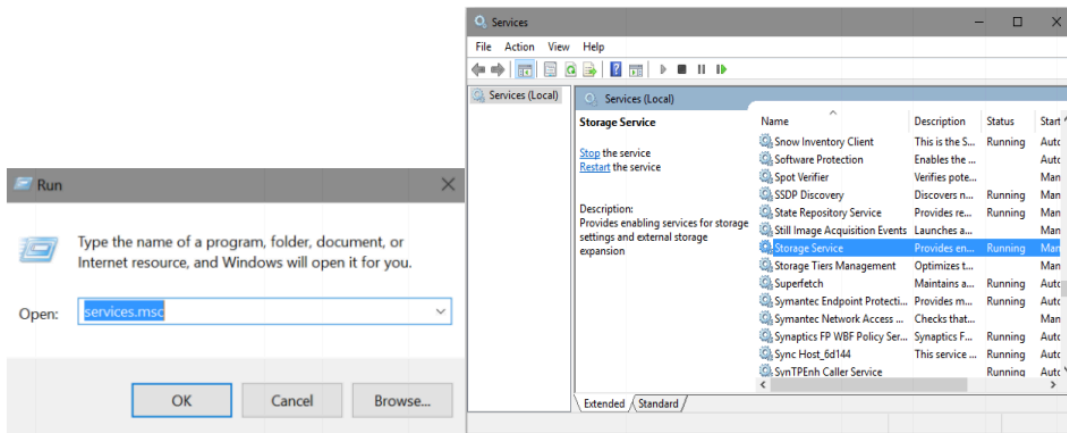 Run
Type the name of a program, folder, document, or
Internet resource, and Windows will open it for you.
Open: services.msc
OK Cancel Browse...
Services
File Action View Help
Services (Local)
Services (Local)
Storage Service
Stop the service
Restart the service
Description:
Provides enabling services for storage
settings and external storage
expansion
Name Description Status Start
Snow Inventory Client This is the S... Running Auto
Software Protection Enables the ... Auto
Spot Verifier Verifies pote... Man
SSDP Discovery Discovers n... Running Man
State Repository Service Provides re... Running Man
Still Image Acquisition Events Launches a... Man
Storage Service Provides en... Running Man
Storage Tiers Management Optimizes t... Man
Superfetch Maintains a... Running Auto
Symantec Endpoint Protecti... Provides m... Running Auto
Symantec Network Access ... Checks that... Man
Synaptics FP WBF Policy Ser... Synaptics F... Running Auto
Sync Host_6d144 This service ... Running Auto
SynTPEnh Caller Service Running Auto
Extended Standard